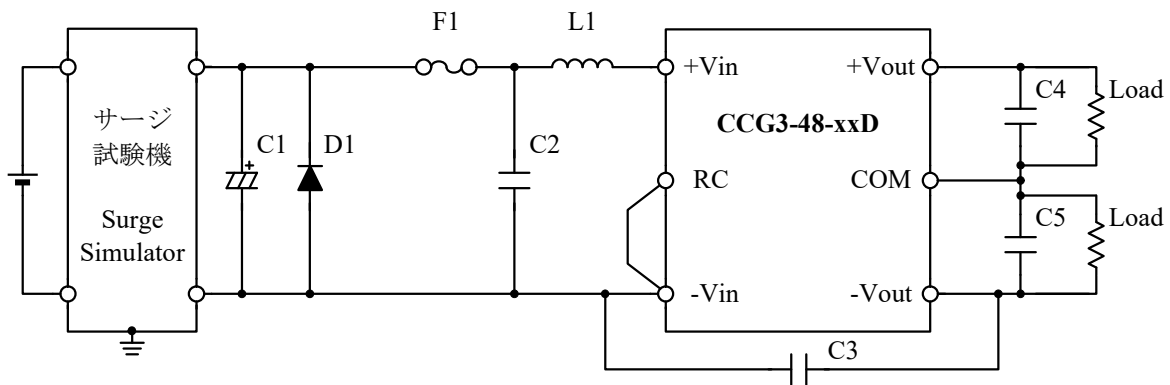 F1
L1
サージ
試験機
Surge
Simulator
C1
+
D1
C2
+Vin
+Vout
CCG3-48-xxD
RC
COM
-Vin
-Vout
C4
Load
C5
Load
C3